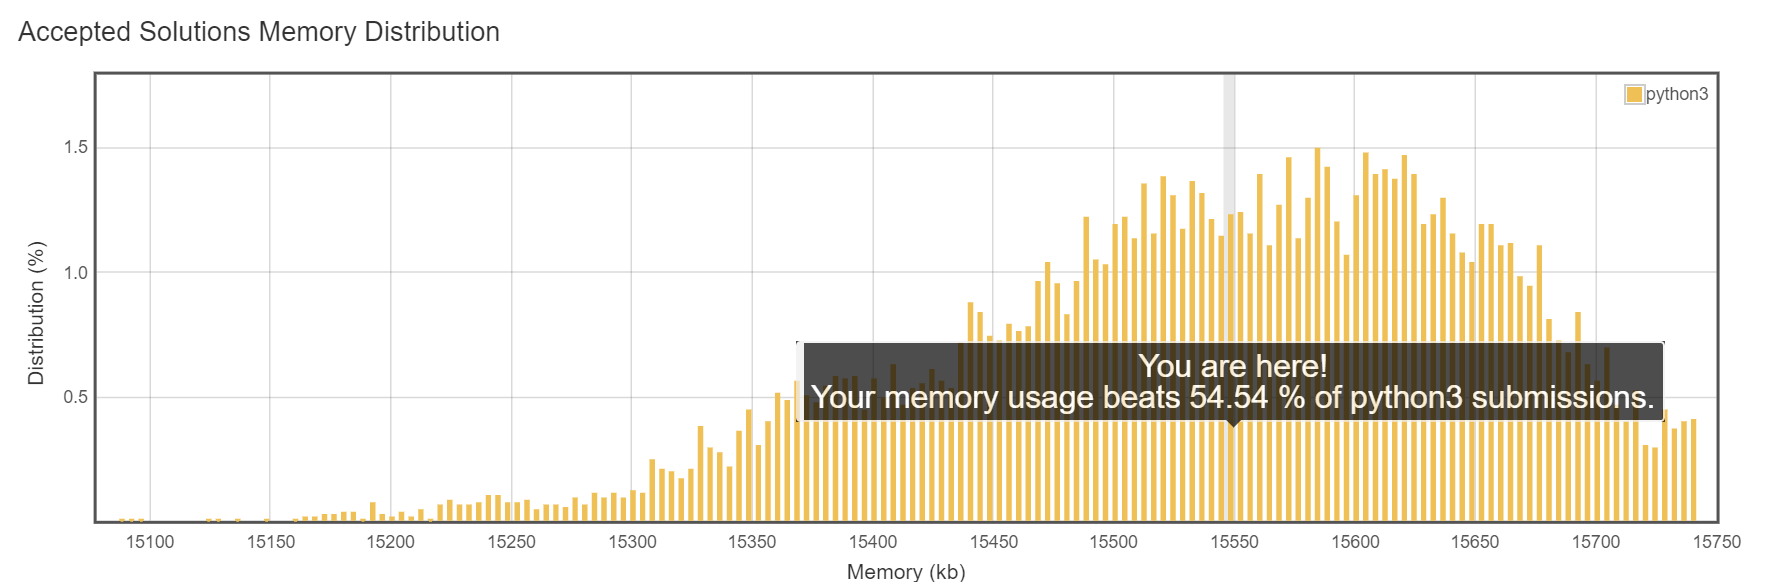 Accepted Solutions Memory Distribution
python3
1.5
1.0
0.5
Distribution (%)
You are here!
Your memory usage beats 54.54 % of python3 submissions.
15100 15150 15200 15250 15300 15350 15400 15450 15500 15550 15600 15650 15700 15750
Memory (kb)